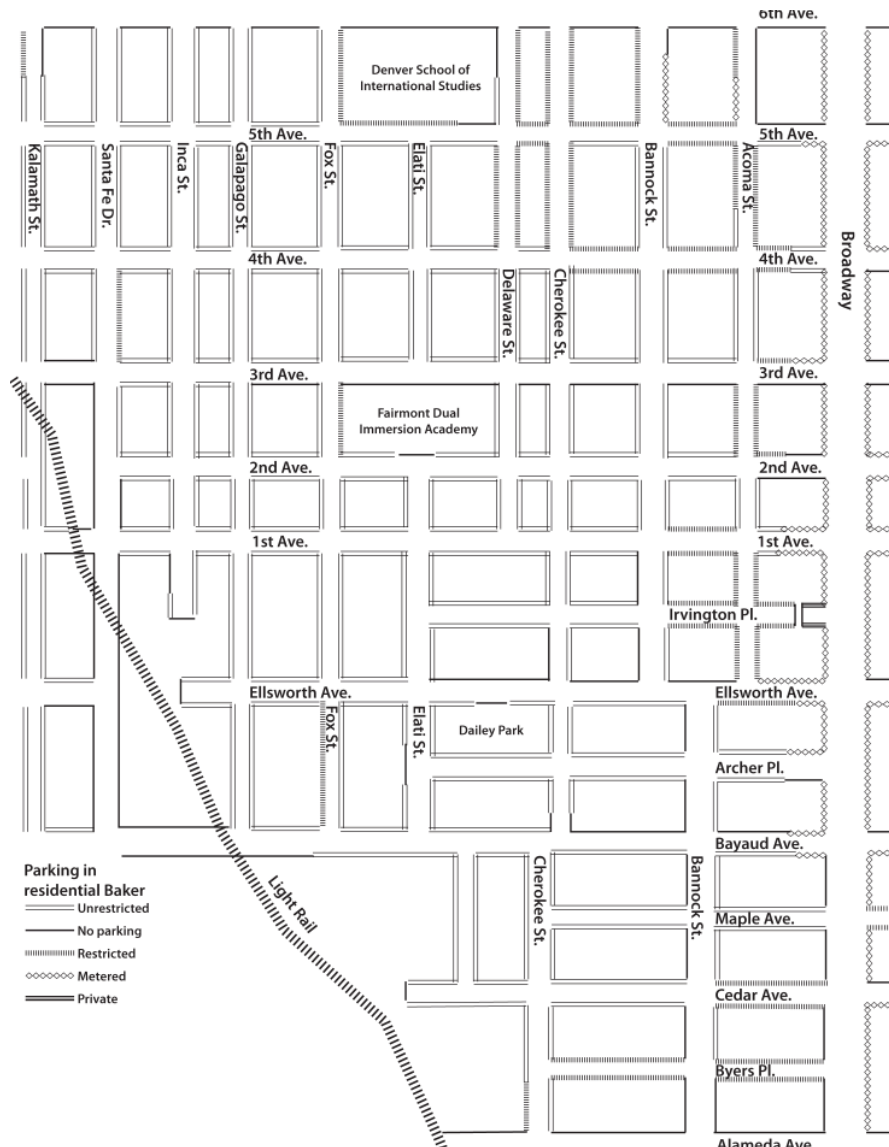 6th Ave.
Denver School of
International Studies
5th Ave.
5th Ave.
Kalamath St.
Santa Fe Dr.
Inca St.
Galapago St.
Fox St.
Elati St.
Bannock St.
Acoma St.
Broadway
4th Ave.
4th Ave.
Delaware St.
Cherokee St.
3rd Ave.
3rd Ave.
Fairmont Dual
Immersion Academy
2nd Ave.
2nd Ave.
1st Ave.
1st Ave.
Irvington Pl.
Ellsworth Ave.
Ellsworth Ave.
Fox St.
Elati St.
Dailey Park
Archer Pl.
Bayaud Ave.
Parking in
residential Baker
Unrestricted
No parking
Restricted
Metered
Private
Light Rail
Cherokee St.
Bannock St.
Maple Ave.
Cedar Ave.
Byers Pl.
Alameda Ave